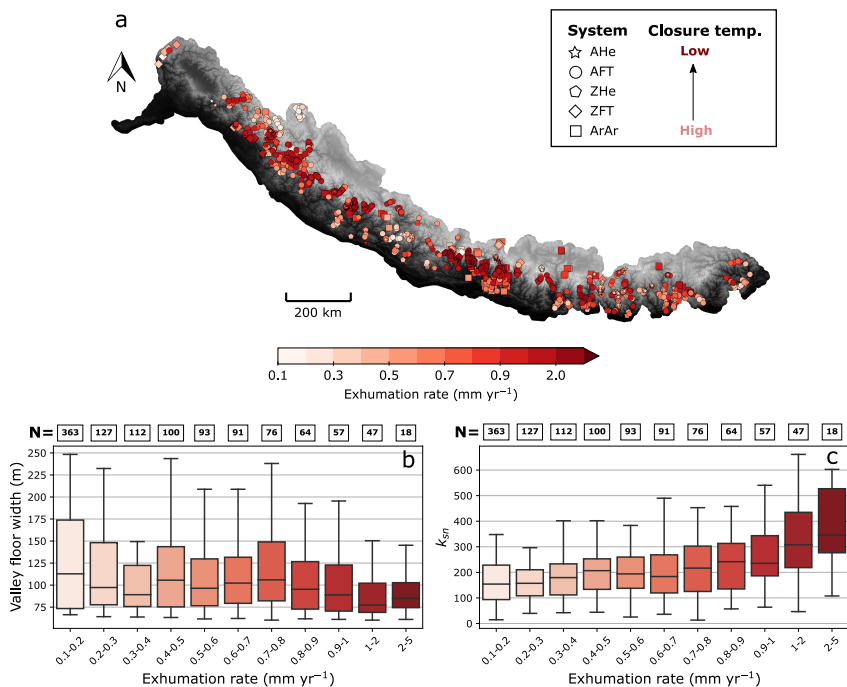 a
N
System Closure temp.
AHe Low
AFT
ZHe
ZFT
ArAr High
200 km
0.1 0.3 0.5 0.7 0.9 2.0
Exhumation rate (mm yr−1)
N= 363 127 112 100 93 91 76 64 57 47 18
b
250
225
200
175
150
125
100
75
Valley floor width (m)
0.1-0.2 0.2-0.3 0.3-0.4 0.4-0.5 0.5-0.6 0.6-0.7 0.7-0.8 0.8-0.9 0.9-1 1-2 2-5
Exhumation rate (mm yr−1)
N= 363 127 112 100 93 91 76 64 57 47 18
c
600
500
400
300
200
100
0
ksn
0.1-0.2 0.2-0.3 0.3-0.4 0.4-0.5 0.5-0.6 0.6-0.7 0.7-0.8 0.8-0.9 0.9-1 1-2 2-5
Exhumation rate (mm yr−1)